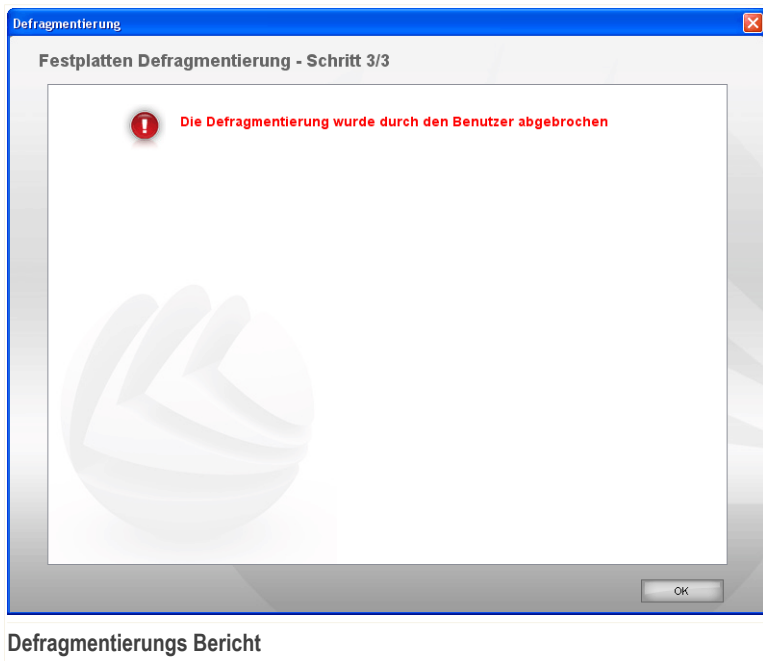 Defragmentierung
Festplatten Defragmentierung - Schritt 3/3
Die Defragmentierung wurde durch den Benutzer abgebrochen
OK
Defragmentierungs Bericht